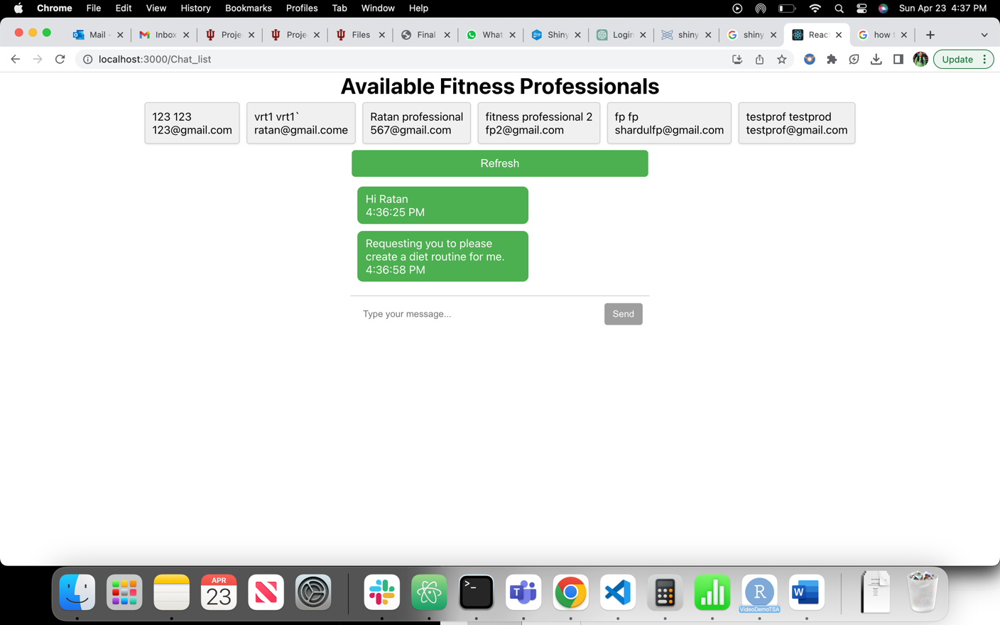 Chrome File Edit View History Bookmarks Profiles Tab Window Help Sun Apr 23 4:37 PM
Mail - Inbox Proje Proje Files Final What Shiny Login shiny shiny Reac how t
localhost:3000/Chat_list Update
Available Fitness Professionals
123 123
123@gmail.com
vrt1 vrt1`
ratan@gmail.come
Ratan professional
567@gmail.com
fitness professional 2
fp2@gmail.com
fp fp
shardulfp@gmail.com
testprof testprod
testprof@gmail.com
Refresh
Hi Ratan
4:36:25 PM
Requesting you to please
create a diet routine for me.
4:36:58 PM
Type your message... Send
APR
23
>_
T
R
VideoDemoTSA
W